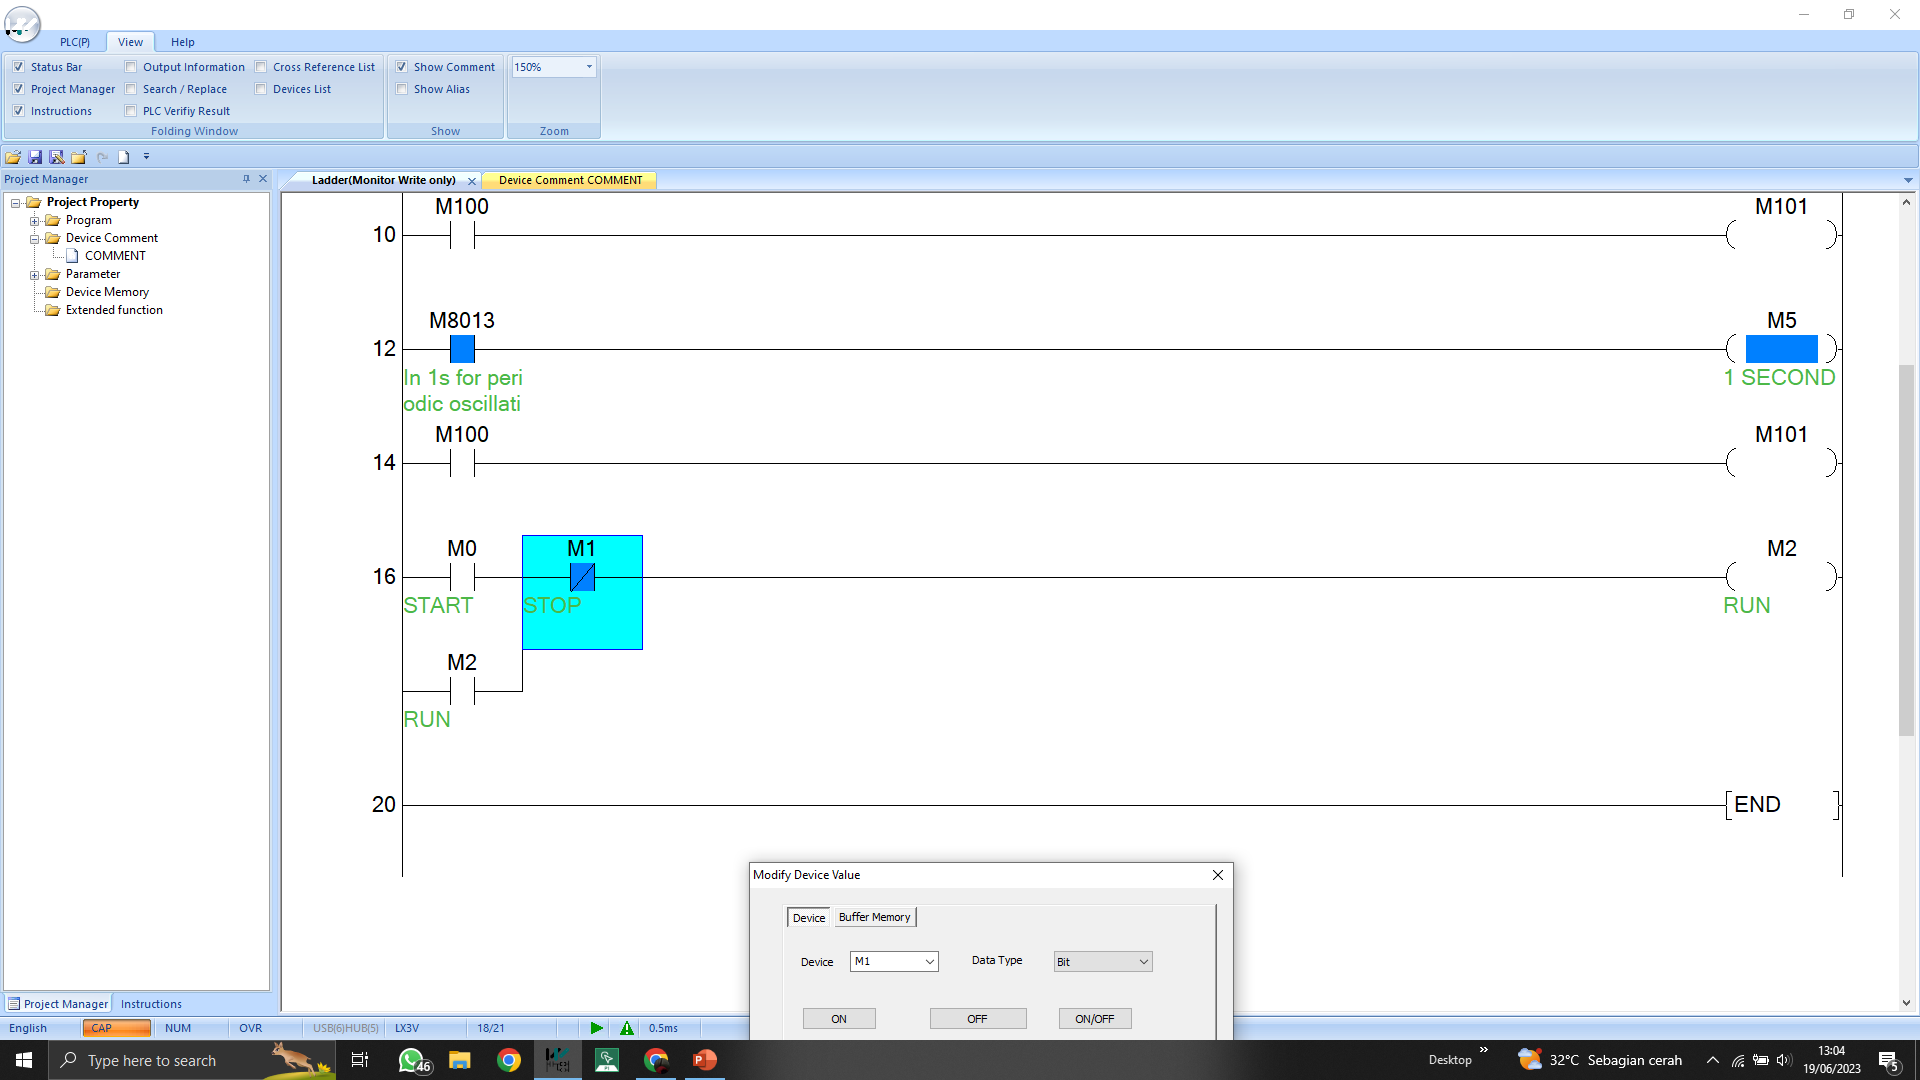 PLC(P) View Help
Status Bar Output Information Cross Reference List Show Comment 150%
Project Manager Search / Replace Devices List Show Alias
Instructions PLC Verifiy Result
Folding Window Show Zoom
Project Manager
Ladder(Monitor Write only) Device Comment COMMENT
Project Property
Program
Device Comment
COMMENT
Parameter
Device Memory
Extended function
M100 M101
10
M8013 M5
12
In 1s for peri 1 SECOND
odic oscillati
M100 M101
14
M0 M1 M2
16
START STOP RUN
M2
RUN
20 END
Modify Device Value
Device Buffer Memory
Device M1 Data Type Bit
ON OFF ON/OFF
Project Manager Instructions
English CAP NUM OVR USB(6)HUB(5) LX3V 18/21 0.5ms
Type here to search 46 Desktop 32°C Sebagian cerah 13:04
19/06/2023 5